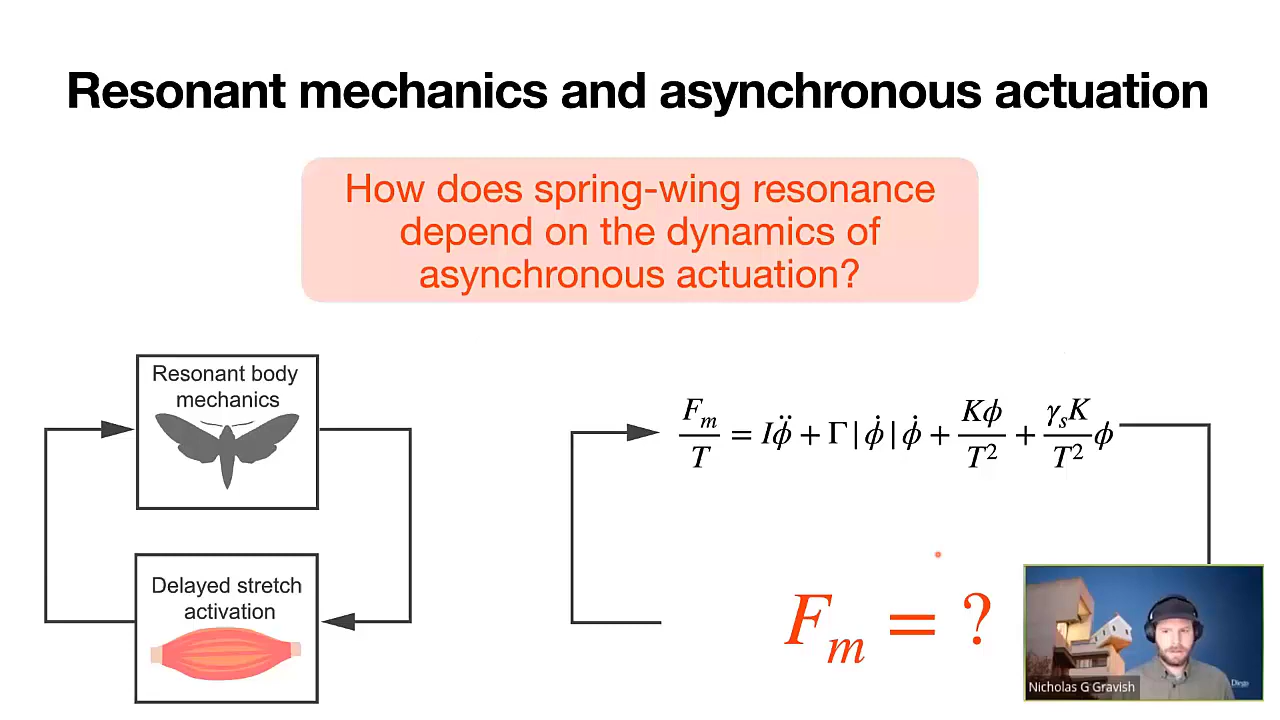 Resonant mechanics and asynchronous actuation
How does spring-wing resonance
depend on the dynamics of
asynchronous actuation?
Resonant body
mechanics
Delayed stretch
activation
F_m/T = Iϕ̈ + Γ|ϕ̇|ϕ̇ + Kϕ/T² + γ_sK/T² ϕ
F_m = ?
Diego
Nicholas G Gravish